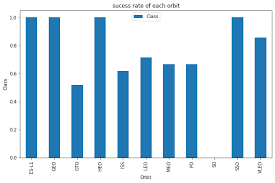 sucess rate of each orbit
Class
1.0
0.8
0.6
0.4
0.2
0.0
Class
ES-L1
GEO
GTO
HEO
ISS
LEO
MEO
PO
SO
SSO
VLEO
Orbit